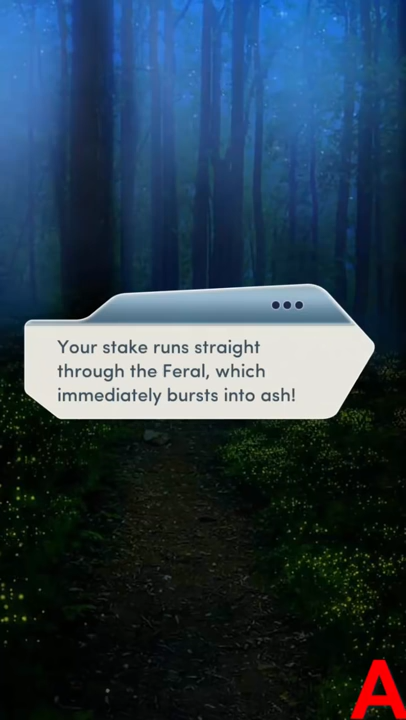 Your stake runs straight
through the Feral, which
immediately bursts into ash!
A